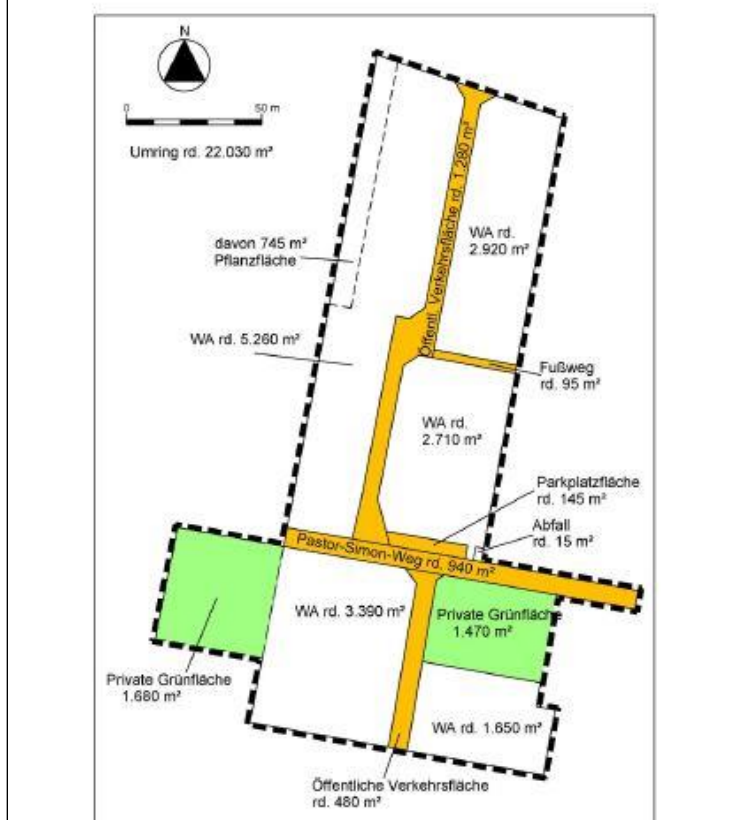 N
0 50 m
Umring rd. 22.030 m²
Öffentl. Verkehrsfläche rd. 1.280 m²
WA rd.
2.920 m²
davon 745 m²
Pflanzfläche
WA rd. 5.260 m²
Fußweg
rd. 95 m²
WA rd.
2.710 m²
Parkplatzfläche
rd. 145 m²
Abfall
rd. 15 m²
Pastor-Simon-Weg rd. 940 m²
WA rd. 3.390 m²
Private Grünfläche
1.470 m²
Private Grünfläche
1.680 m²
WA rd. 1.650 m²
Öffentliche Verkehrsfläche
rd. 480 m²